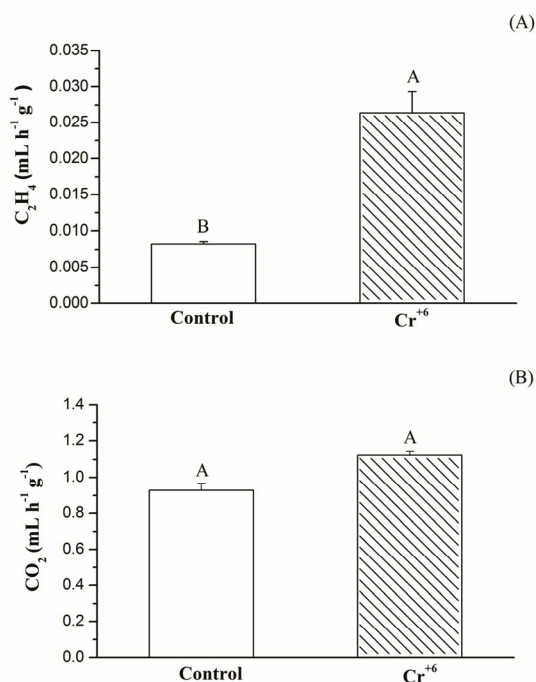 (A)
0.035
0.030
0.025
0.020
0.015
0.010
0.005
0.000
C₂H₄ (mL h⁻¹ g⁻¹)
B
A
Control
Cr⁺⁶
(B)
1.4
1.2
1.0
0.8
0.6
0.4
0.2
0.0
CO₂ (mL h⁻¹ g⁻¹)
A
A
Control
Cr⁺⁶